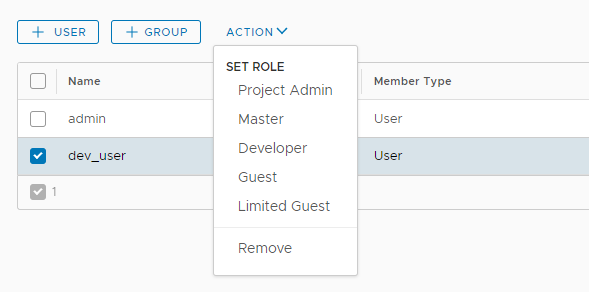 + USER + GROUP ACTION
SET ROLE
Name Member Type
Project Admin
admin Master User
Developer
dev_user User
Guest
1
Limited Guest
Remove